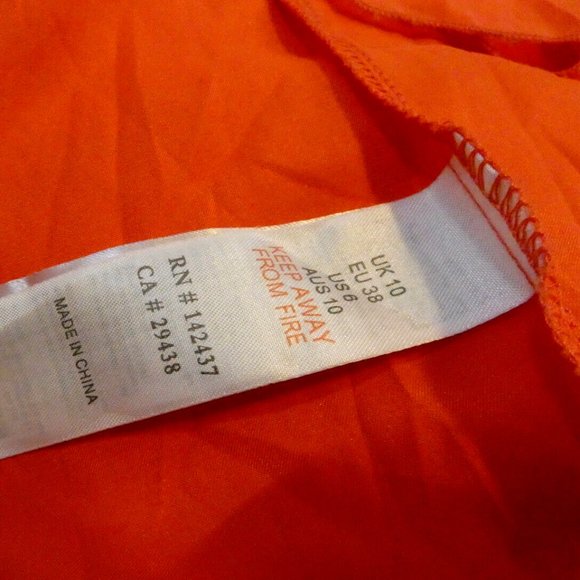 UK 10
EU 38
US 6
AUS 10
KEEP AWAY
FROM FIRE
RN # 142437
CA # 29438
MADE IN CHINA